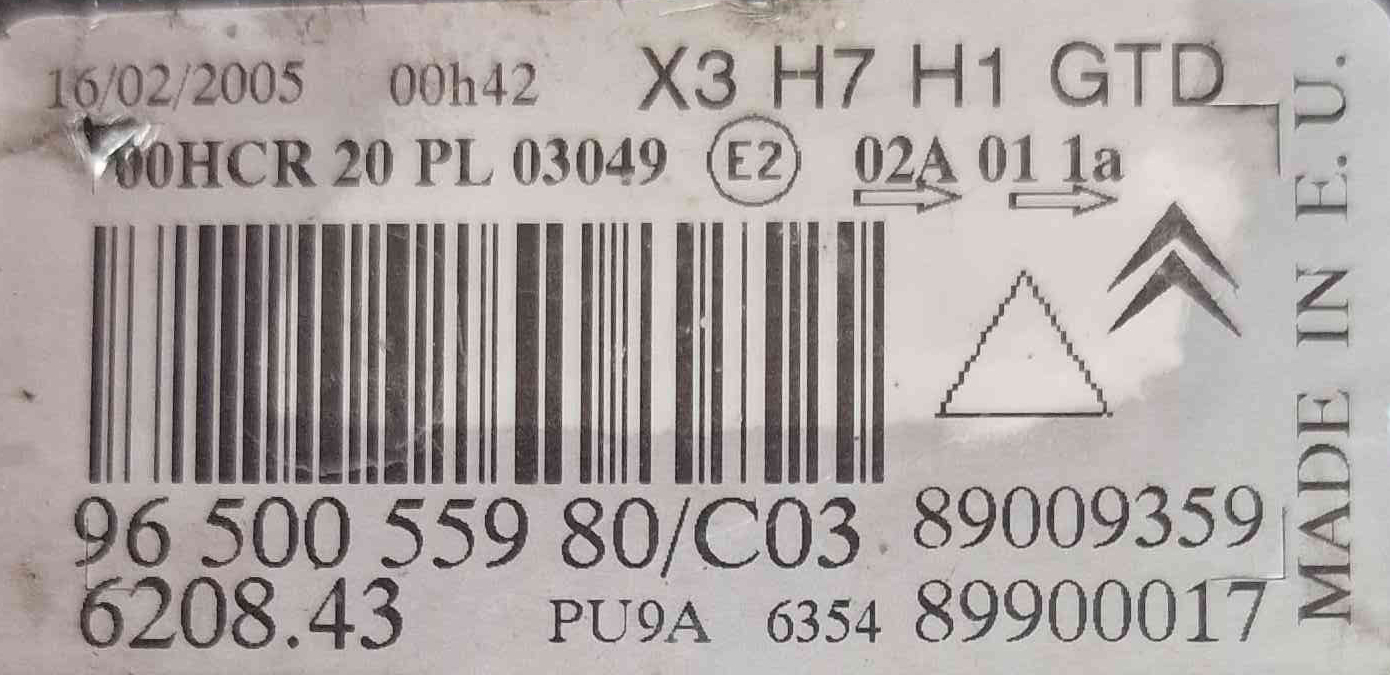 16/02/2005 00h42 X3 H7 H1 GTD
00HCR 20 PL 03049 E2 02A 01 1a
96 500 559 80/C03 89009359
6208.43 PU9A 6354 89900017
MADE IN E.U.